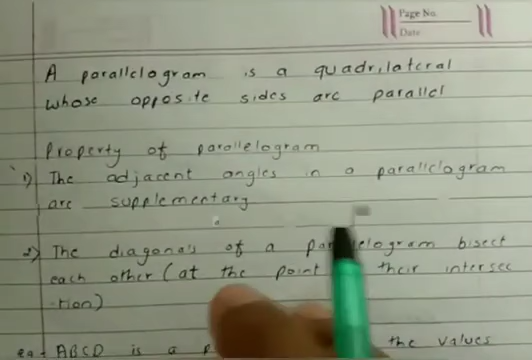 Page No.
Date
A parallelogram is a quadrilateral
whose opposite sides are parallel
Property of parallelogram
1) The adjacent angles in a parallelogram
are supplementary
2) The diagonals of a parallelogram bisect
each other (at the point their intersec
tion)
eg ABCD is a the values